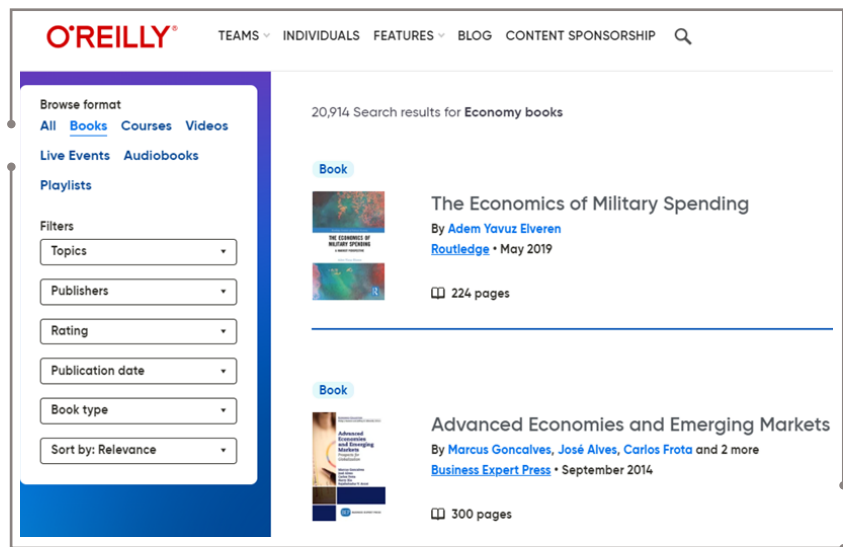 O'REILLY®
TEAMS INDIVIDUALS FEATURES BLOG CONTENT SPONSORSHIP
Browse format
All Books Courses Videos
Live Events Audiobooks
Playlists
Filters
Topics
Publishers
Rating
Publication date
Book type
Sort by: Relevance
20,914 Search results for Economy books
Book
THE ECONOMICS OF
MILITARY SPENDING
The Economics of Military Spending
By Adem Yavuz Elveren
Routledge • May 2019
224 pages
Book
Advanced
Economies
and Emerging
Markets
Advanced Economies and Emerging Markets
By Marcus Goncalves, José Alves, Carlos Frota and 2 more
Business Expert Press • September 2014
300 pages